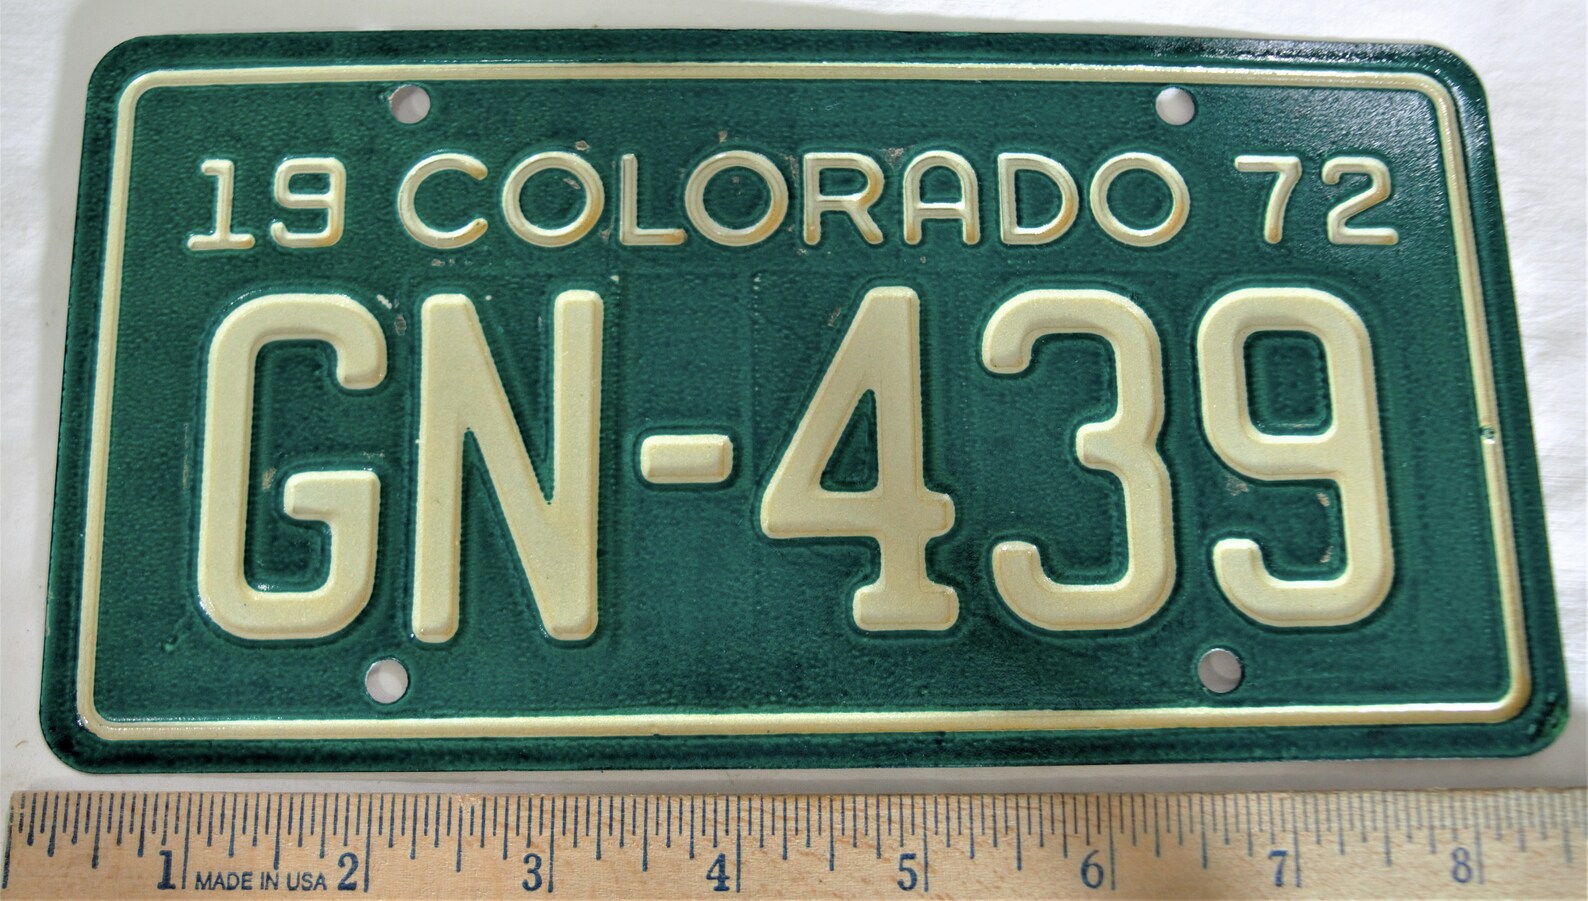 19 COLORADO 72
GN-439
1 MADE IN USA 2 3 4 5 6 7 8